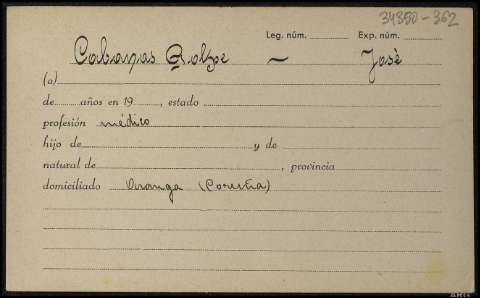 34350-362
Leg. núm. Exp. núm.
Cabanas Golpe — José
(a)
de años en 19 , estado
profesión médico
hijo de y de
natural de , provincia
domiciliado Oranga (Coruña)